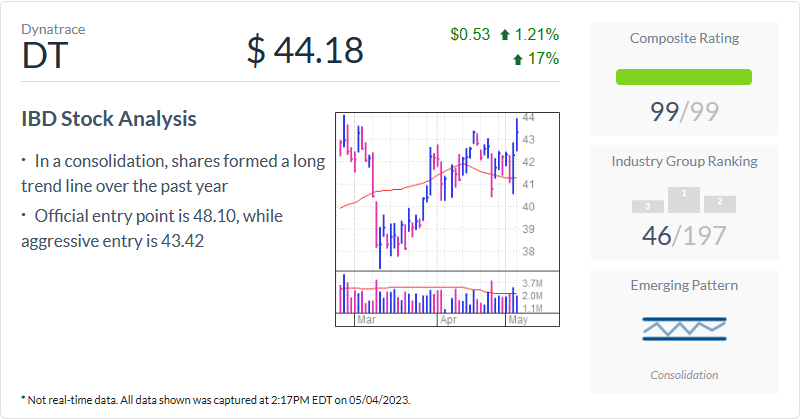 Dynatrace
DT
$ 44.18
$0.53 1.21%
17%
IBD Stock Analysis
· In a consolidation, shares formed a long
trend line over the past year
· Official entry point is 48.10, while
aggressive entry is 43.42
44
43
42
41
40
39
38
3.7M
2.0M
1.1M
Mar Apr May
Composite Rating
99/99
Industry Group Ranking
3 1 2
46/197
Emerging Pattern
Consolidation
* Not real-time data. All data shown was captured at 2:17PM EDT on 05/04/2023.